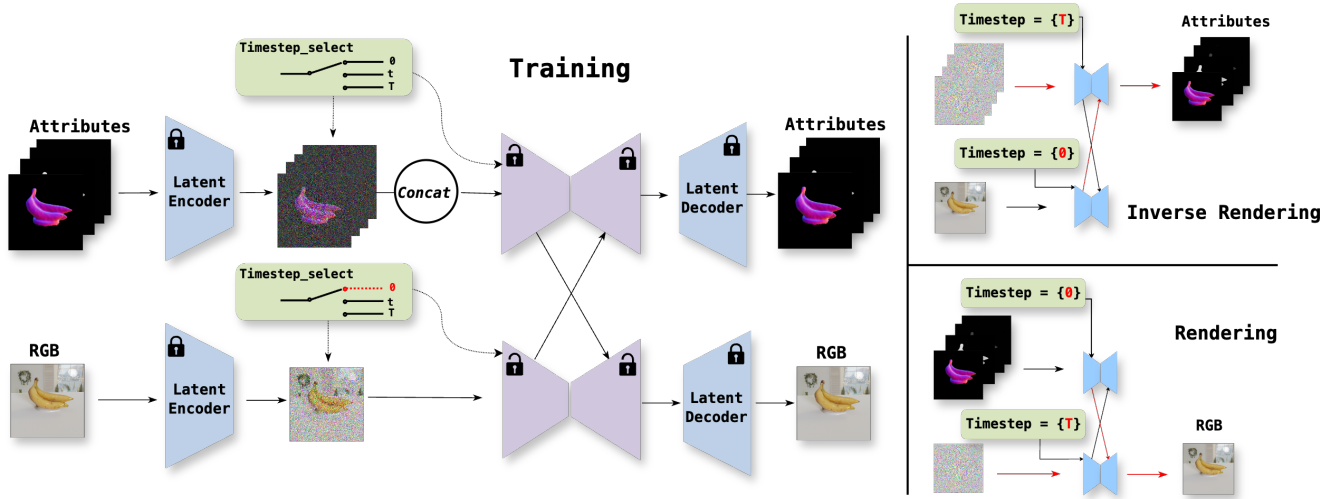 Training
Timestep_select
0
t
T
Attributes
Latent
Encoder
Concat
Latent
Decoder
Attributes
Timestep_select
0
t
T
RGB
Latent
Encoder
Latent
Decoder
RGB
Timestep = {T}
Attributes
Timestep = {0}
Inverse Rendering
Timestep = {0}
Rendering
Timestep = {T}
RGB